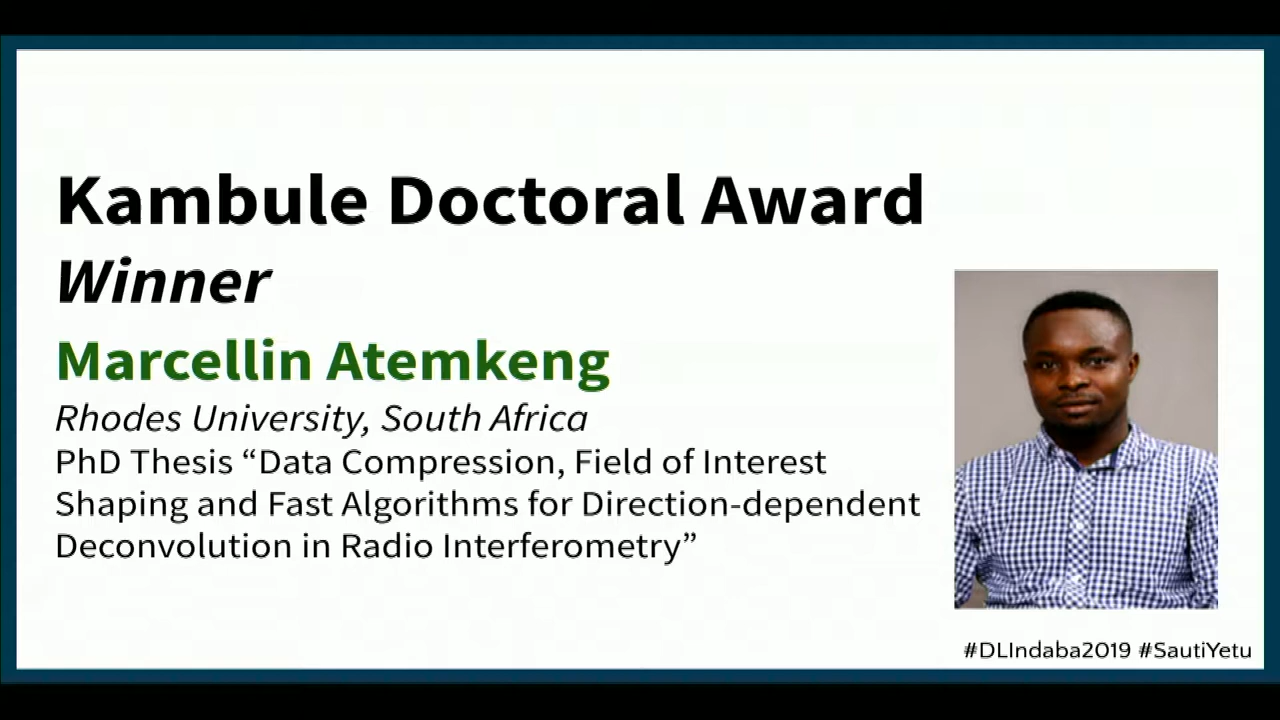 Kambule Doctoral Award
Winner
Marcellin Atemkeng
Rhodes University, South Africa
PhD Thesis “Data Compression, Field of Interest
Shaping and Fast Algorithms for Direction-dependent
Deconvolution in Radio Interferometry”
#DLIndaba2019 #SautiYetu